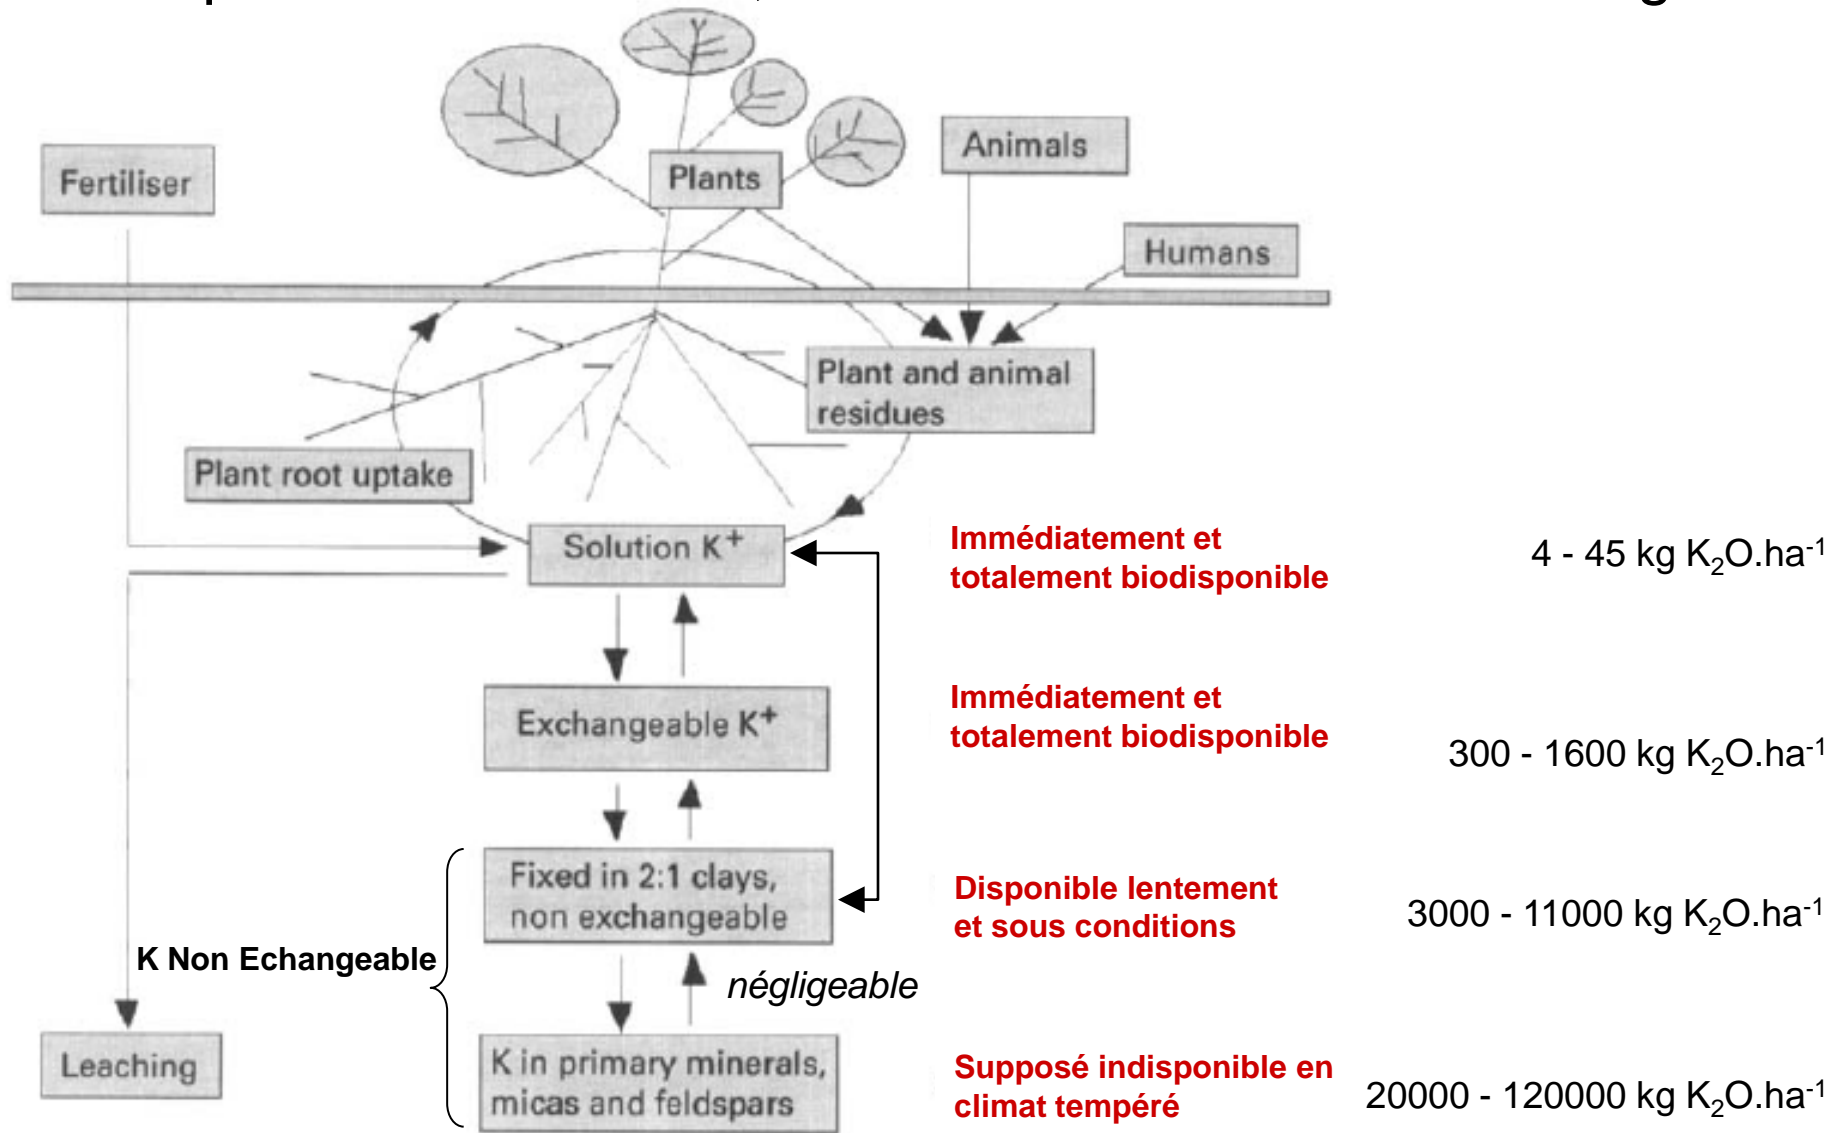 Plants
Animals
Fertiliser
Humans
Plant and animal
residues
Plant root uptake
Solution K⁺
Immédiatement et
totalement biodisponible
4 - 45 kg K₂O.ha⁻¹
Exchangeable K⁺
Immédiatement et
totalement biodisponible
300 - 1600 kg K₂O.ha⁻¹
Fixed in 2:1 clays,
non exchangeable
Disponible lentement
et sous conditions
3000 - 11000 kg K₂O.ha⁻¹
K Non Echangeable
négligeable
Leaching
K in primary minerals,
micas and feldspars
Supposé indisponible en
climat tempéré
20000 - 120000 kg K₂O.ha⁻¹